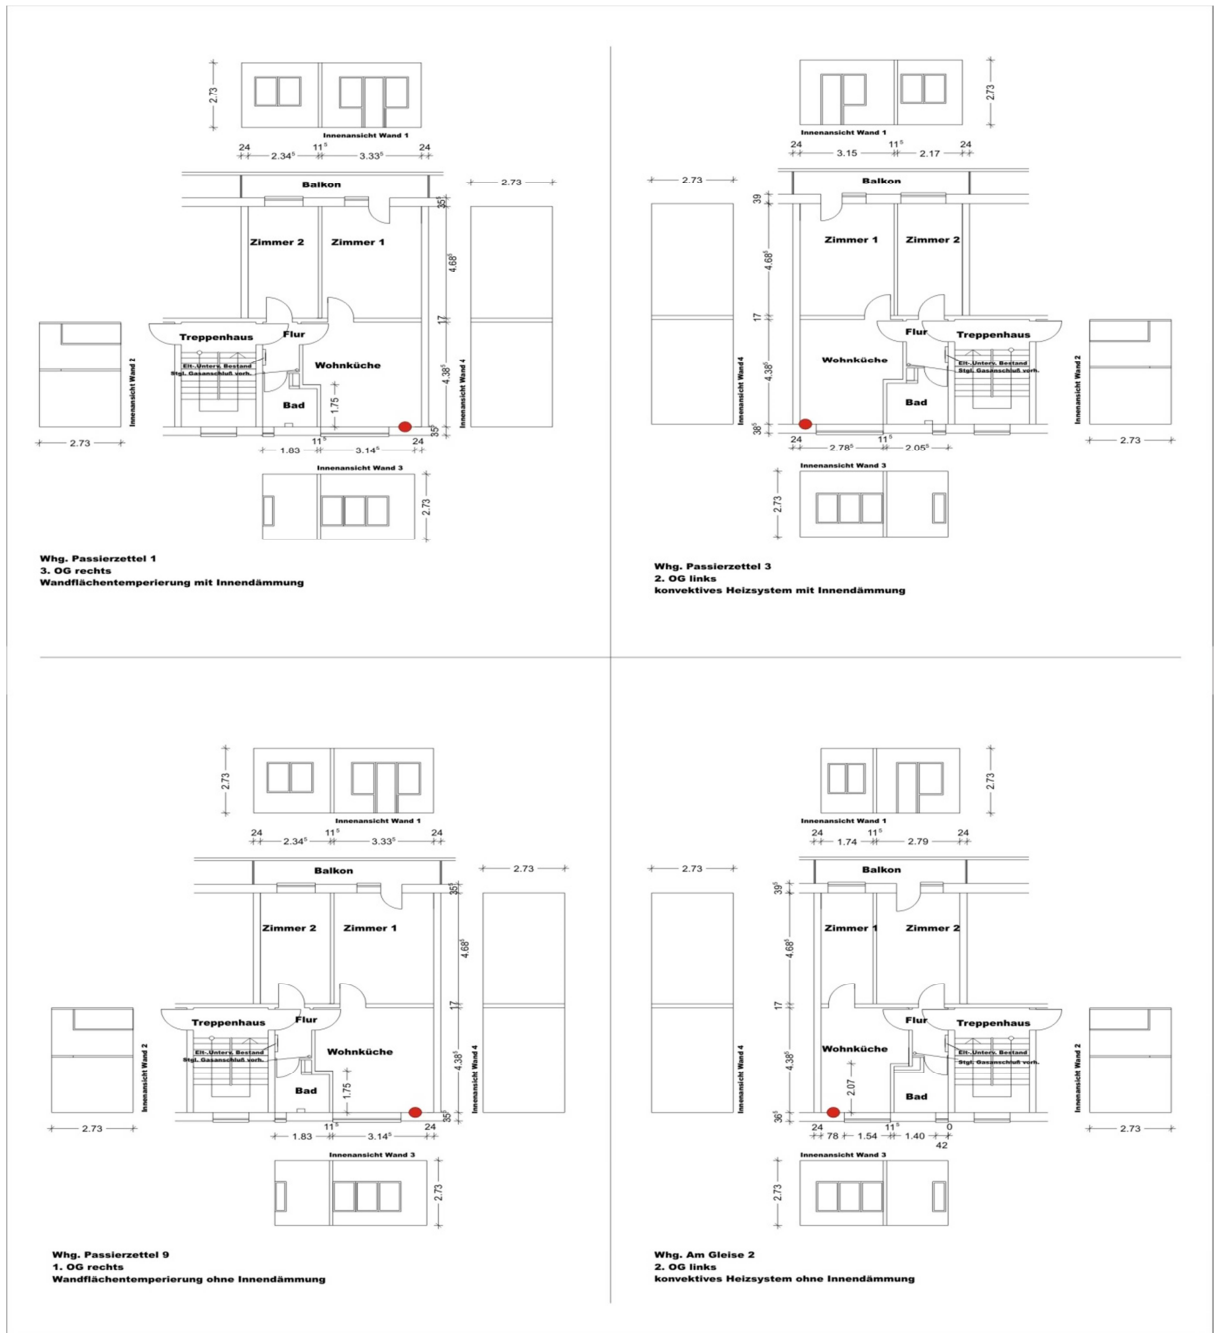 2.73
Innenansicht Wand 1
24 2.34⁵ 11⁵ 3.33⁵ 24
Balkon
2.73
35⁵
Zimmer 2 Zimmer 1
4.68⁵
17
Treppenhaus Flur
Elt-.Unterv. Bestand
Stgl. Gasanschluß vorh.
Wohnküche
Bad
1.75
4.38⁵
Innenansicht Wand 2
Innenansicht Wand 4
2.73
35⁵
1.83 11⁵ 3.14⁵ 24
Innenansicht Wand 3
2.73
Whg. Passierzettel 1
3. OG rechts
Wandflächentemperierung mit Innendämmung
2.73
Innenansicht Wand 1
24 3.15 11⁵ 2.17 24
Balkon
2.73
39
Zimmer 1 Zimmer 2
4.68⁵
17
Flur Treppenhaus
Elt-.Unterv. Bestand
Stgl. Gasanschluß vorh.
Wohnküche
Bad
4.38⁵
Innenansicht Wand 4
Innenansicht Wand 2
2.73
38⁵
24 2.78⁵ 11⁵ 2.05⁵
Innenansicht Wand 3
2.73
Whg. Passierzettel 3
2. OG links
konvektives Heizsystem mit Innendämmung
2.73
Innenansicht Wand 1
24 2.34⁵ 11⁵ 3.33⁵ 24
Balkon
2.73
35⁵
Zimmer 2 Zimmer 1
4.68⁵
17
Treppenhaus Flur
Elt-.Unterv. Bestand
Stgl. Gasanschluß vorh.
Wohnküche
Bad
1.75
4.38⁵
Innenansicht Wand 2
Innenansicht Wand 4
2.73
35⁵
1.83 11⁵ 3.14⁵ 24
Innenansicht Wand 3
2.73
Whg. Passierzettel 9
1. OG rechts
Wandflächentemperierung ohne Innendämmung
2.73
Innenansicht Wand 1
24 1.74 11⁵ 2.79 24
Balkon
2.73
39⁵
Zimmer 1 Zimmer 2
4.68⁵
17
Flur Treppenhaus
Elt-.Unterv. Bestand
Stgl. Gasanschluß vorh.
Wohnküche
Bad
2.07
4.38⁵
Innenansicht Wand 4
Innenansicht Wand 2
2.73
36⁵
24 78 1.54 11⁵ 1.40 0
42
Innenansicht Wand 3
2.73
Whg. Am Gleise 2
2. OG links
konvektives Heizsystem ohne Innendämmung